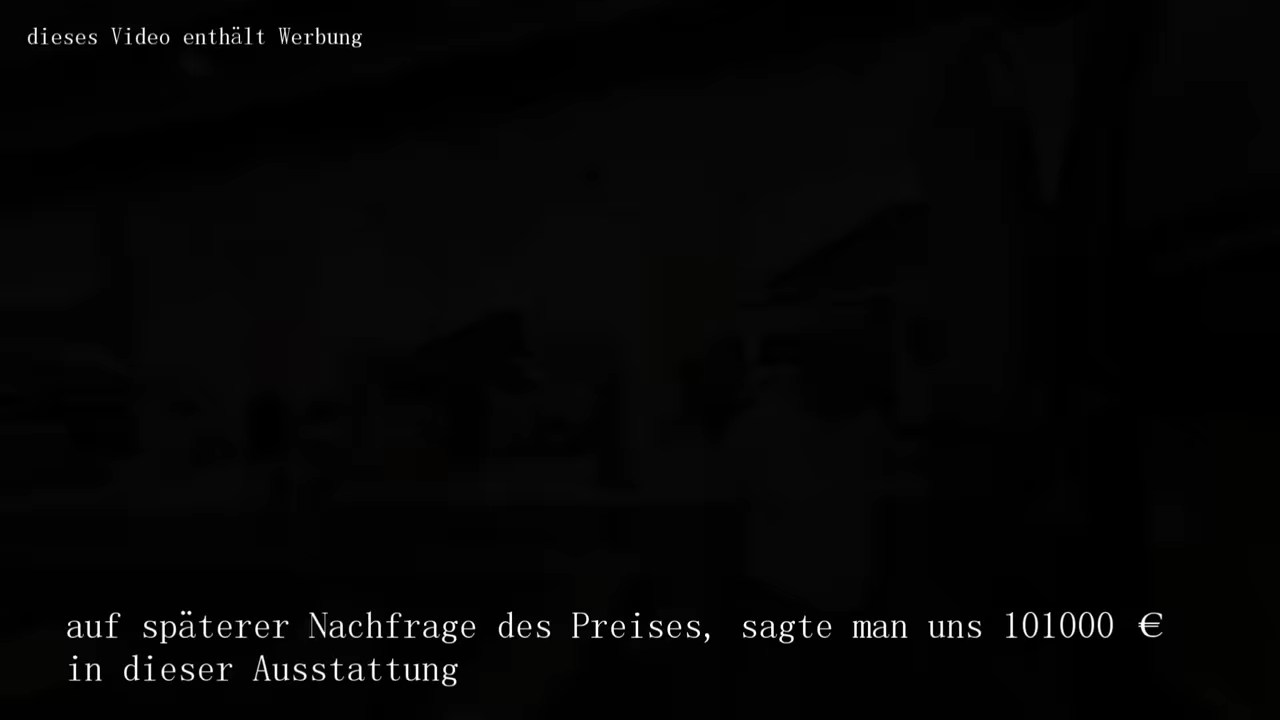 dieses Video enthält Werbung
auf späterer Nachfrage des Preises, sagte man uns 101000 €
in dieser Ausstattung